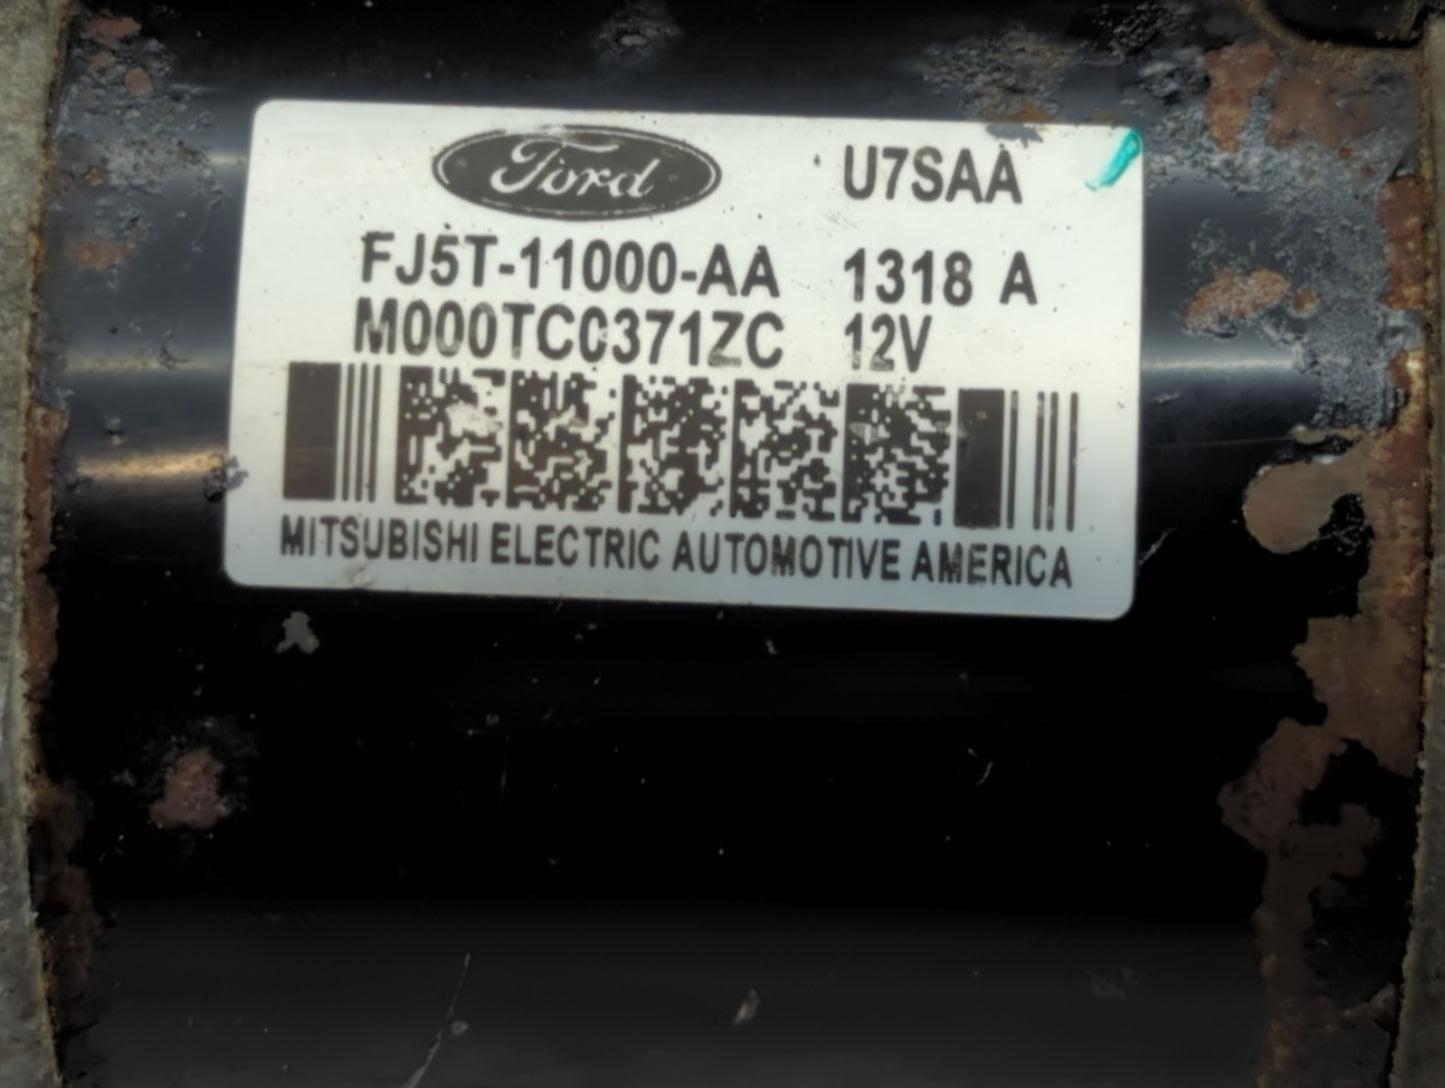 Ford U7SAA
FJ5T-11000-AA 1318 A
M000TC0371ZC 12V
MITSUBISHI ELECTRIC AUTOMOTIVE AMERICA